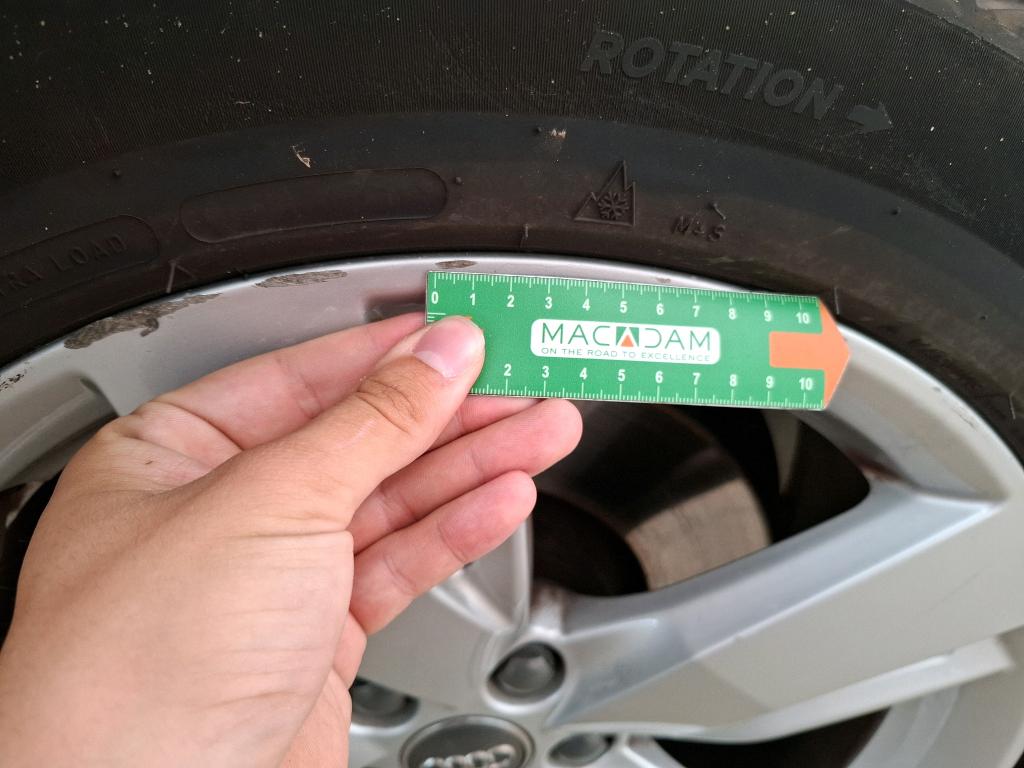 ROTATION
M+S
LOAD
0 1 2 3 4 5 6 7 8 9 10
MACADAM
ON THE ROAD TO EXCELLENCE
2 3 4 5 6 7 8 9 10